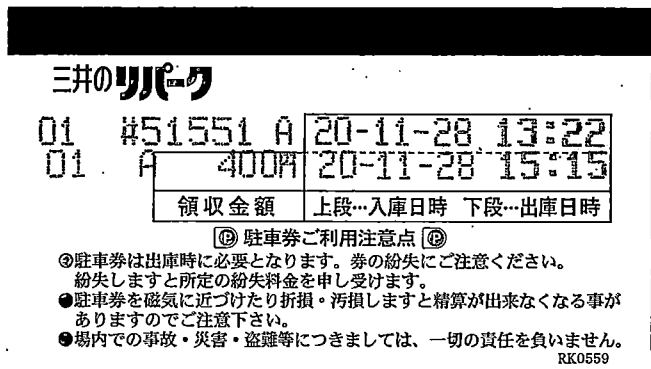 三井のリパーク
01 #51551 A 20-11-28 13:22
01 A 400円 20-11-28 15:15
領収金額 上段…入庫日時 下段…出庫日時
Ⓟ 駐車券ご利用注意点 Ⓟ
●駐車券は出庫時に必要となります。券の紛失にご注意ください。
紛失しますと所定の紛失料金を申し受けます。
●駐車券を磁気に近づけたり折損・汚損しますと精算が出来なくなる事が
ありますのでご注意下さい。
●場内での事故・災害・盗難等につきましては、一切の責任を負いません。
RK0559